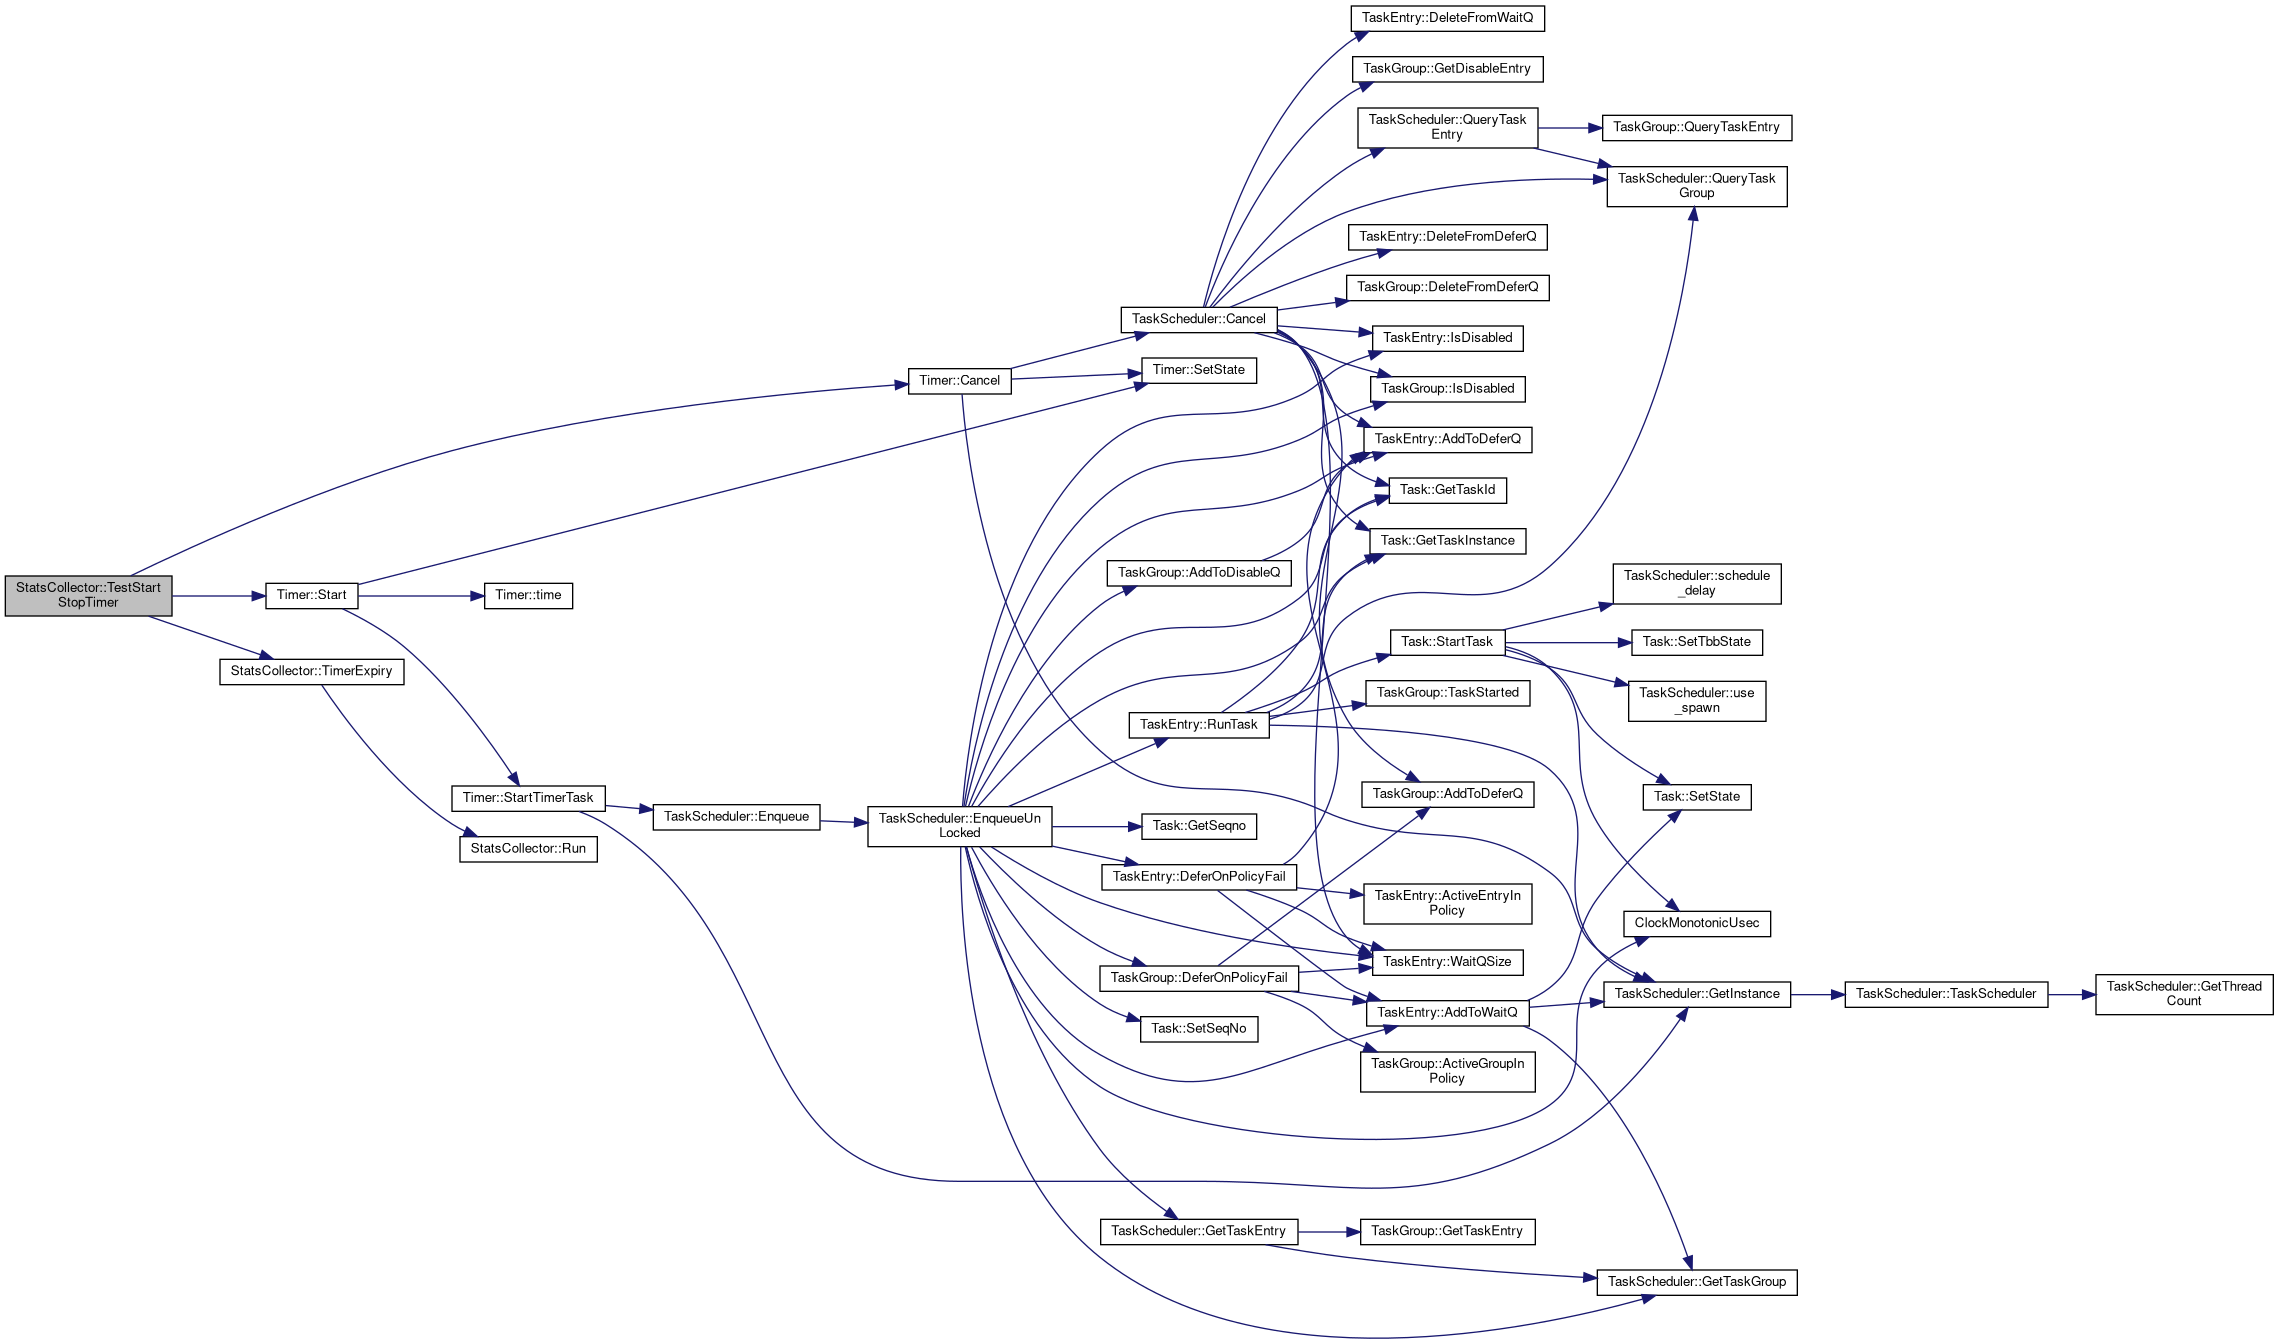 TaskEntry::DeleteFromWaitQ
TaskGroup::GetDisableEntry
TaskScheduler::QueryTask
Entry
TaskGroup::QueryTaskEntry
TaskScheduler::QueryTask
Group
TaskEntry::DeleteFromDeferQ
TaskGroup::DeleteFromDeferQ
TaskScheduler::Cancel
TaskEntry::IsDisabled
Timer::Cancel
Timer::SetState
TaskGroup::IsDisabled
TaskEntry::AddToDeferQ
Task::GetTaskId
Task::GetTaskInstance
StatsCollector::TestStart
StopTimer
Timer::Start
Timer::time
TaskGroup::AddToDisableQ
TaskScheduler::schedule
_delay
Task::StartTask
Task::SetTbbState
StatsCollector::TimerExpiry
TaskGroup::TaskStarted
TaskScheduler::use
_spawn
TaskEntry::RunTask
Timer::StartTimerTask
TaskScheduler::Enqueue
TaskGroup::AddToDeferQ
Task::SetState
TaskScheduler::EnqueueUn
Locked
Task::GetSeqno
StatsCollector::Run
TaskEntry::DeferOnPolicyFail
TaskEntry::ActiveEntryIn
Policy
ClockMonotonicUsec
TaskEntry::WaitQSize
TaskGroup::DeferOnPolicyFail
TaskScheduler::GetInstance
TaskScheduler::TaskScheduler
TaskScheduler::GetThread
Count
TaskEntry::AddToWaitQ
Task::SetSeqNo
TaskGroup::ActiveGroupIn
Policy
TaskScheduler::GetTaskEntry
TaskGroup::GetTaskEntry
TaskScheduler::GetTaskGroup